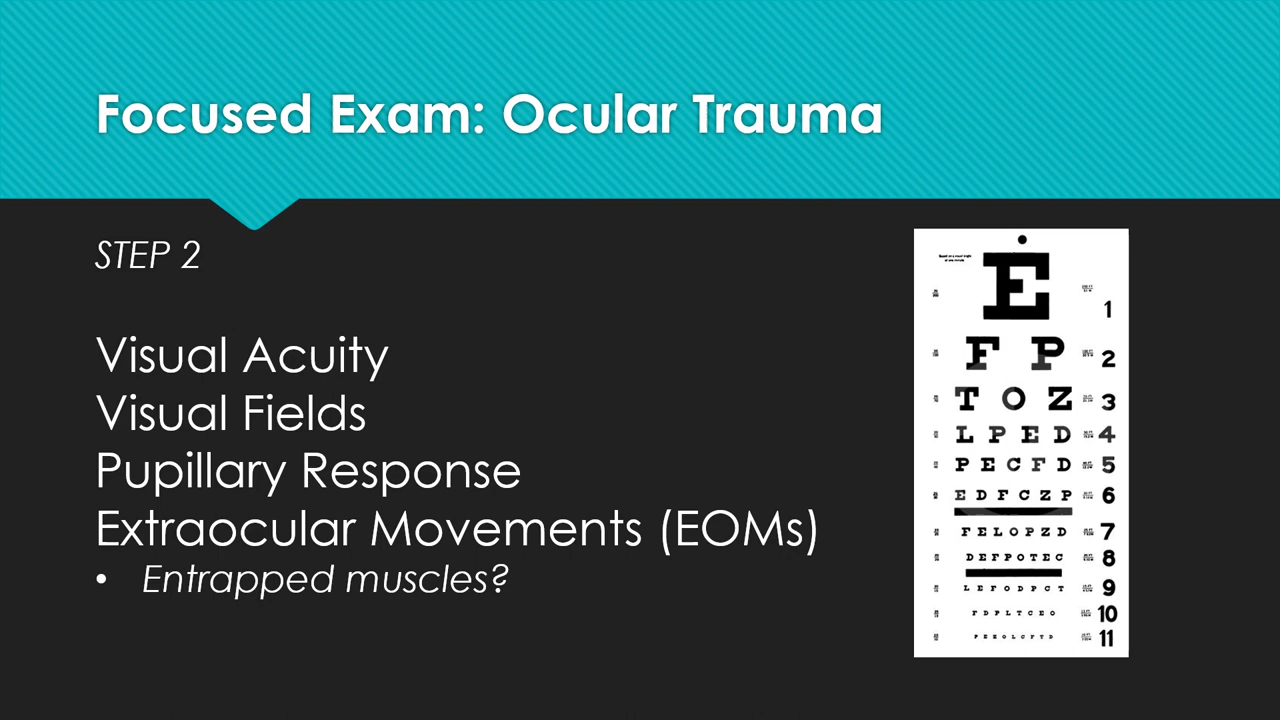 Focused Exam: Ocular Trauma
STEP 2
Visual Acuity
Visual Fields
Pupillary Response
Extraocular Movements (EOMs)
• Entrapped muscles?
E 1
F P 2
T O Z 3
L P E D 4
P E C F D 5
E D F C Z P 6
F E L O P Z D 7
D E F P O T E C 8
L E F O D P C T 9
F D P L T C E O 10
P E Z O L C F T D 11